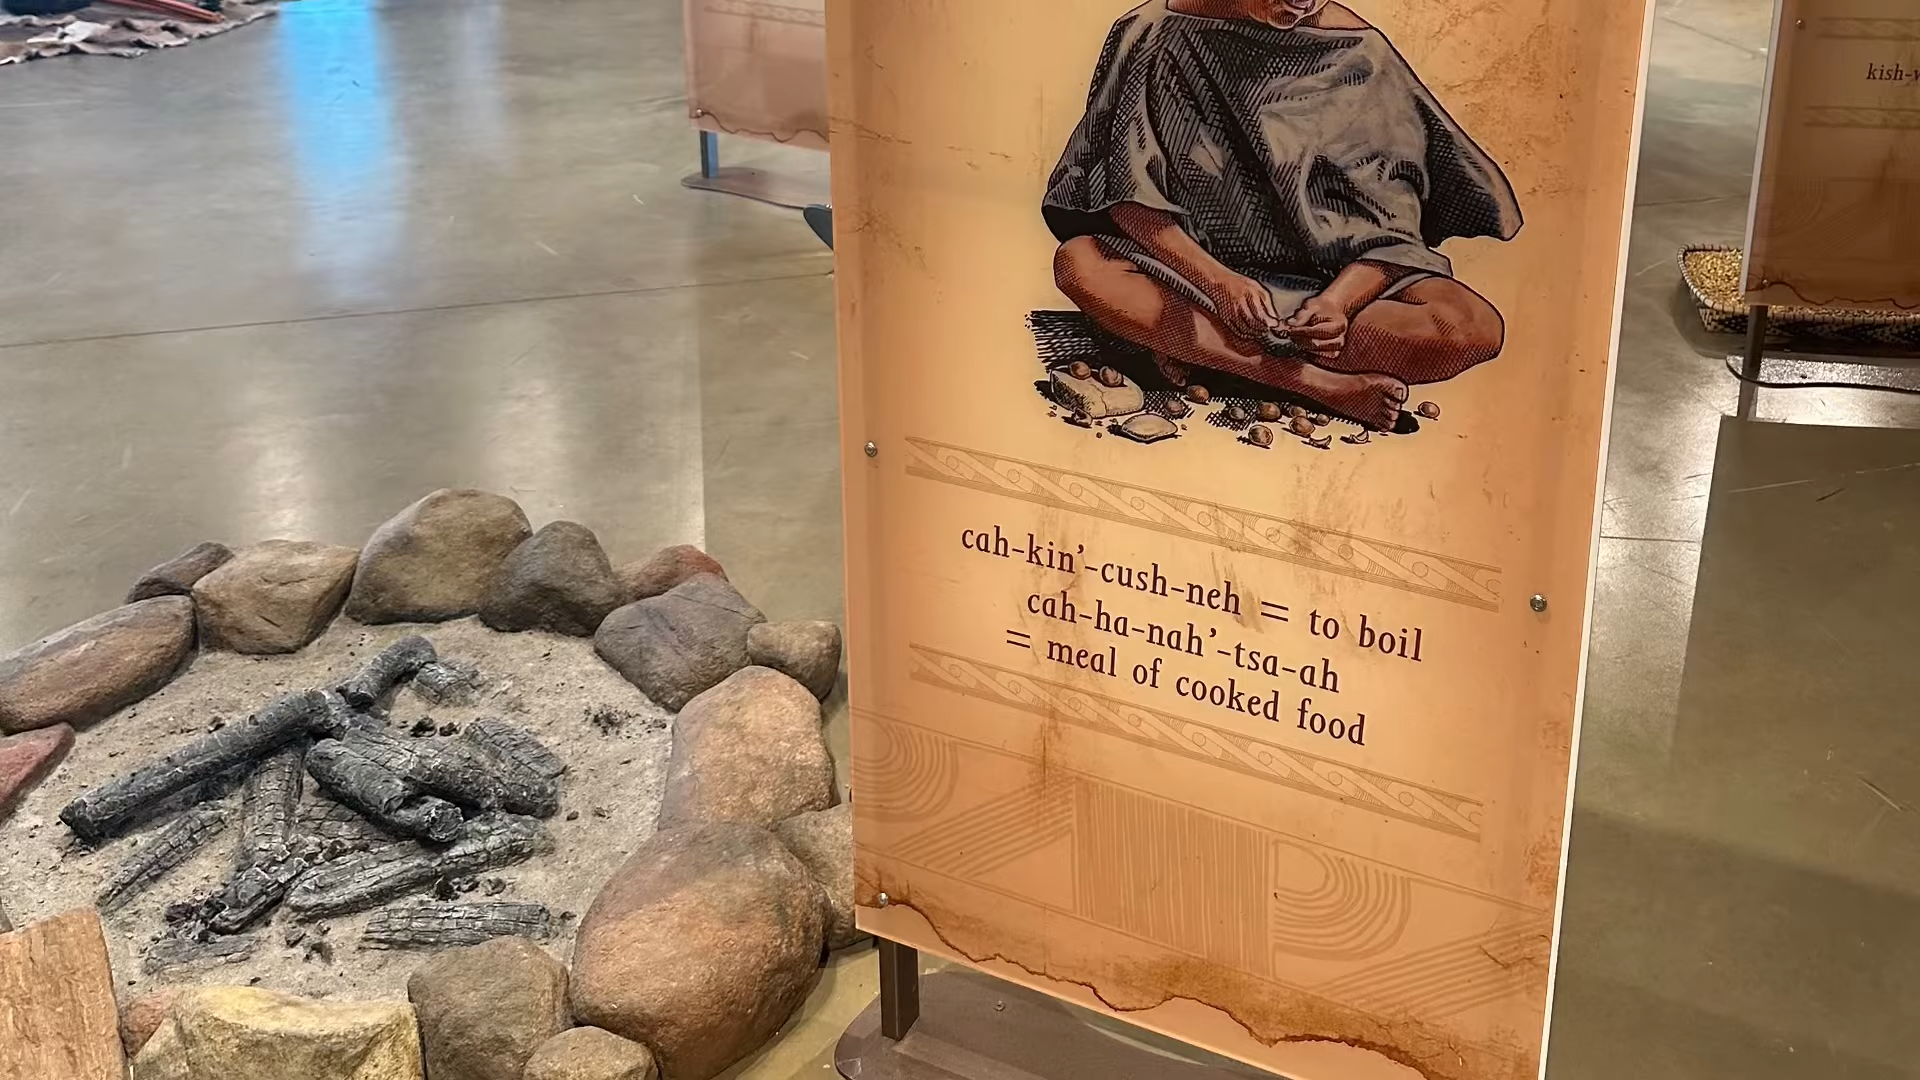 cah-kin’-cush-neh = to boil
cah-ha-nah’-tsa-ah
= meal of cooked food